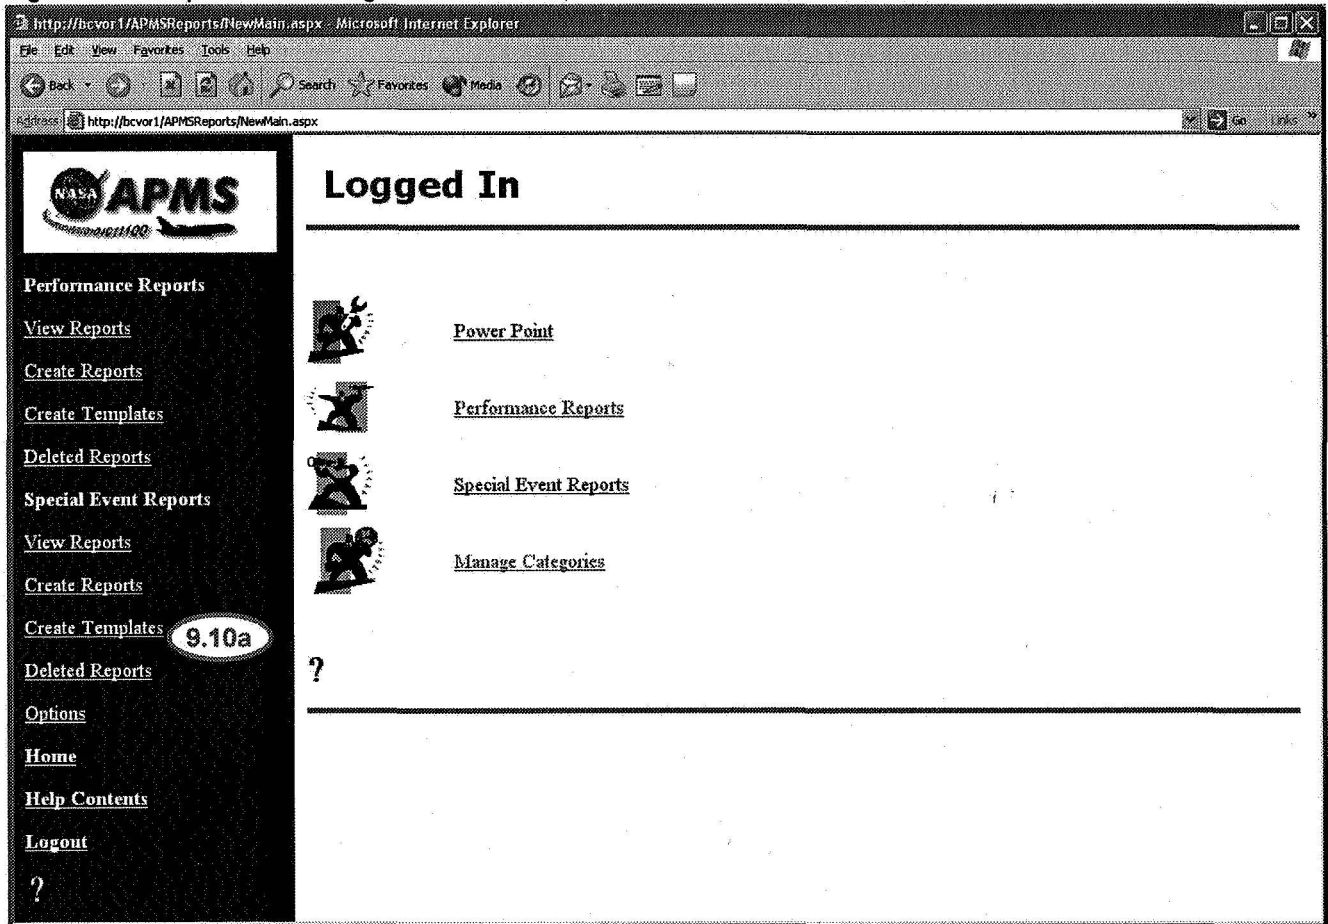 http://bcvor1/APMSReports/NewMain.aspx - Microsoft Internet Explorer
File Edit View Favorites Tools Help
Back Search Favorites Media
Address http://bcvor1/APMSReports/NewMain.aspx Go Links »
NASA APMS
Logged In
Performance Reports
View Reports
Create Reports
Create Templates
Deleted Reports
Special Event Reports
View Reports
Create Reports
Create Templates
9.10a
Deleted Reports
Options
Home
Help Contents
Logout
?
Power Point
Performance Reports
Special Event Reports
Manage Categories
?